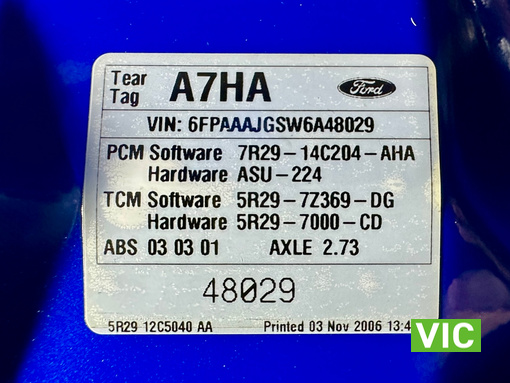 Tear Tag A7HA Ford
VIN: 6FPAAAJGSW6A48029
PCM Software 7R29-14C204-AHA
Hardware ASU-224
TCM Software 5R29-7Z369-DG
Hardware 5R29-7000-CD
ABS 03 03 01 AXLE 2.73
48029
5R29 12C5040 AA Printed 03 Nov 2006 13:4
VIC